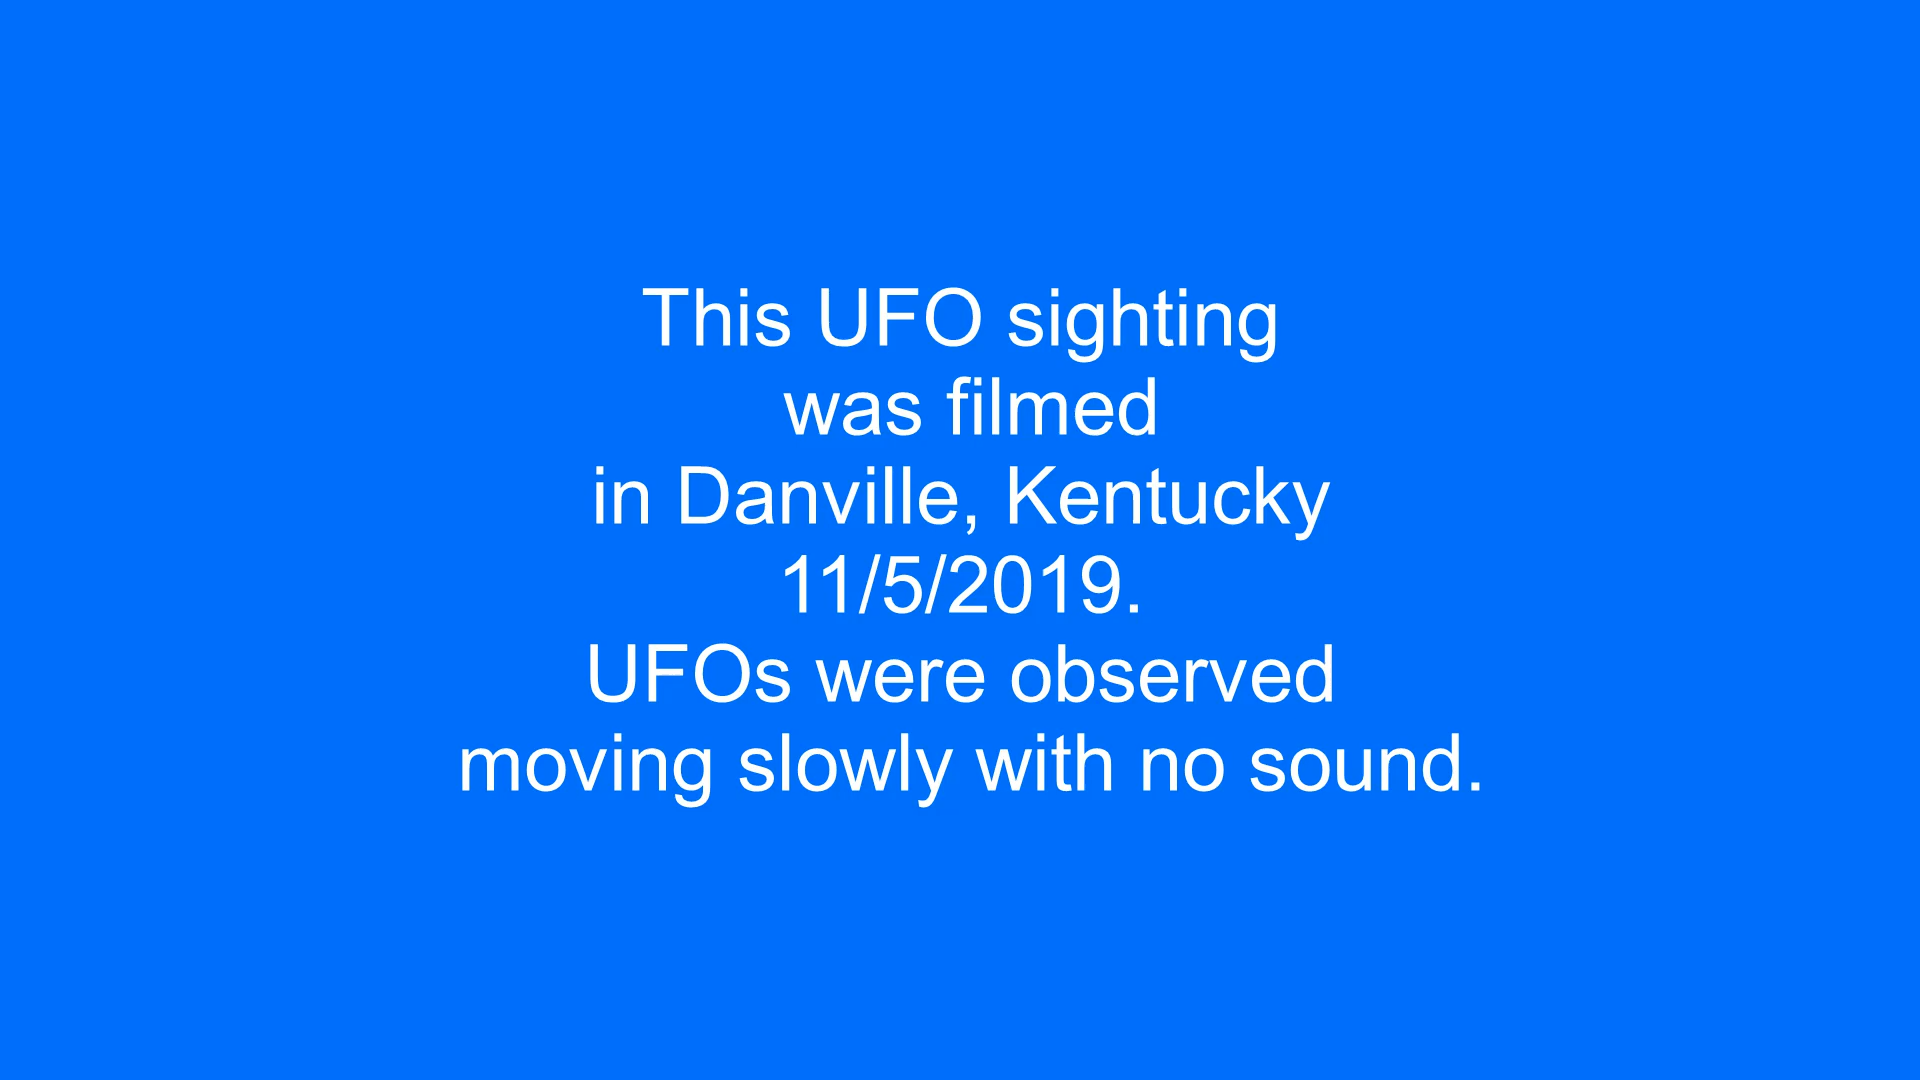 This UFO sighting
was filmed
in Danville, Kentucky
11/5/2019.
UFOs were observed
moving slowly with no sound.